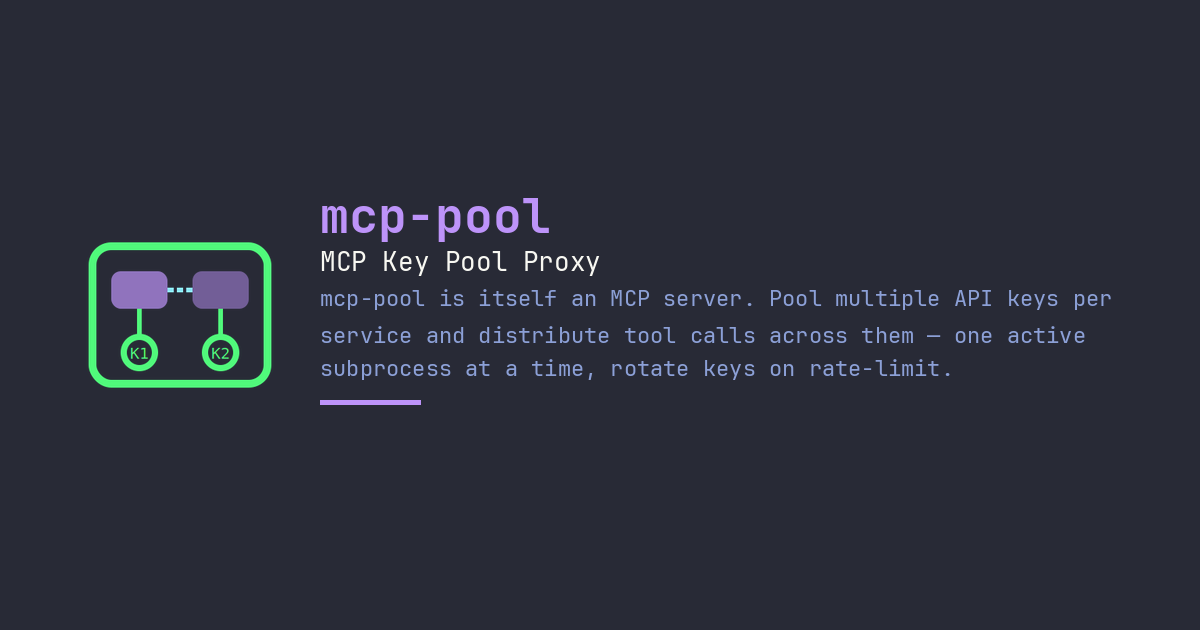 mcp-pool
MCP Key Pool Proxy
mcp-pool is itself an MCP server. Pool multiple API keys per
service and distribute tool calls across them — one active
subprocess at a time, rotate keys on rate-limit.
K1
K2